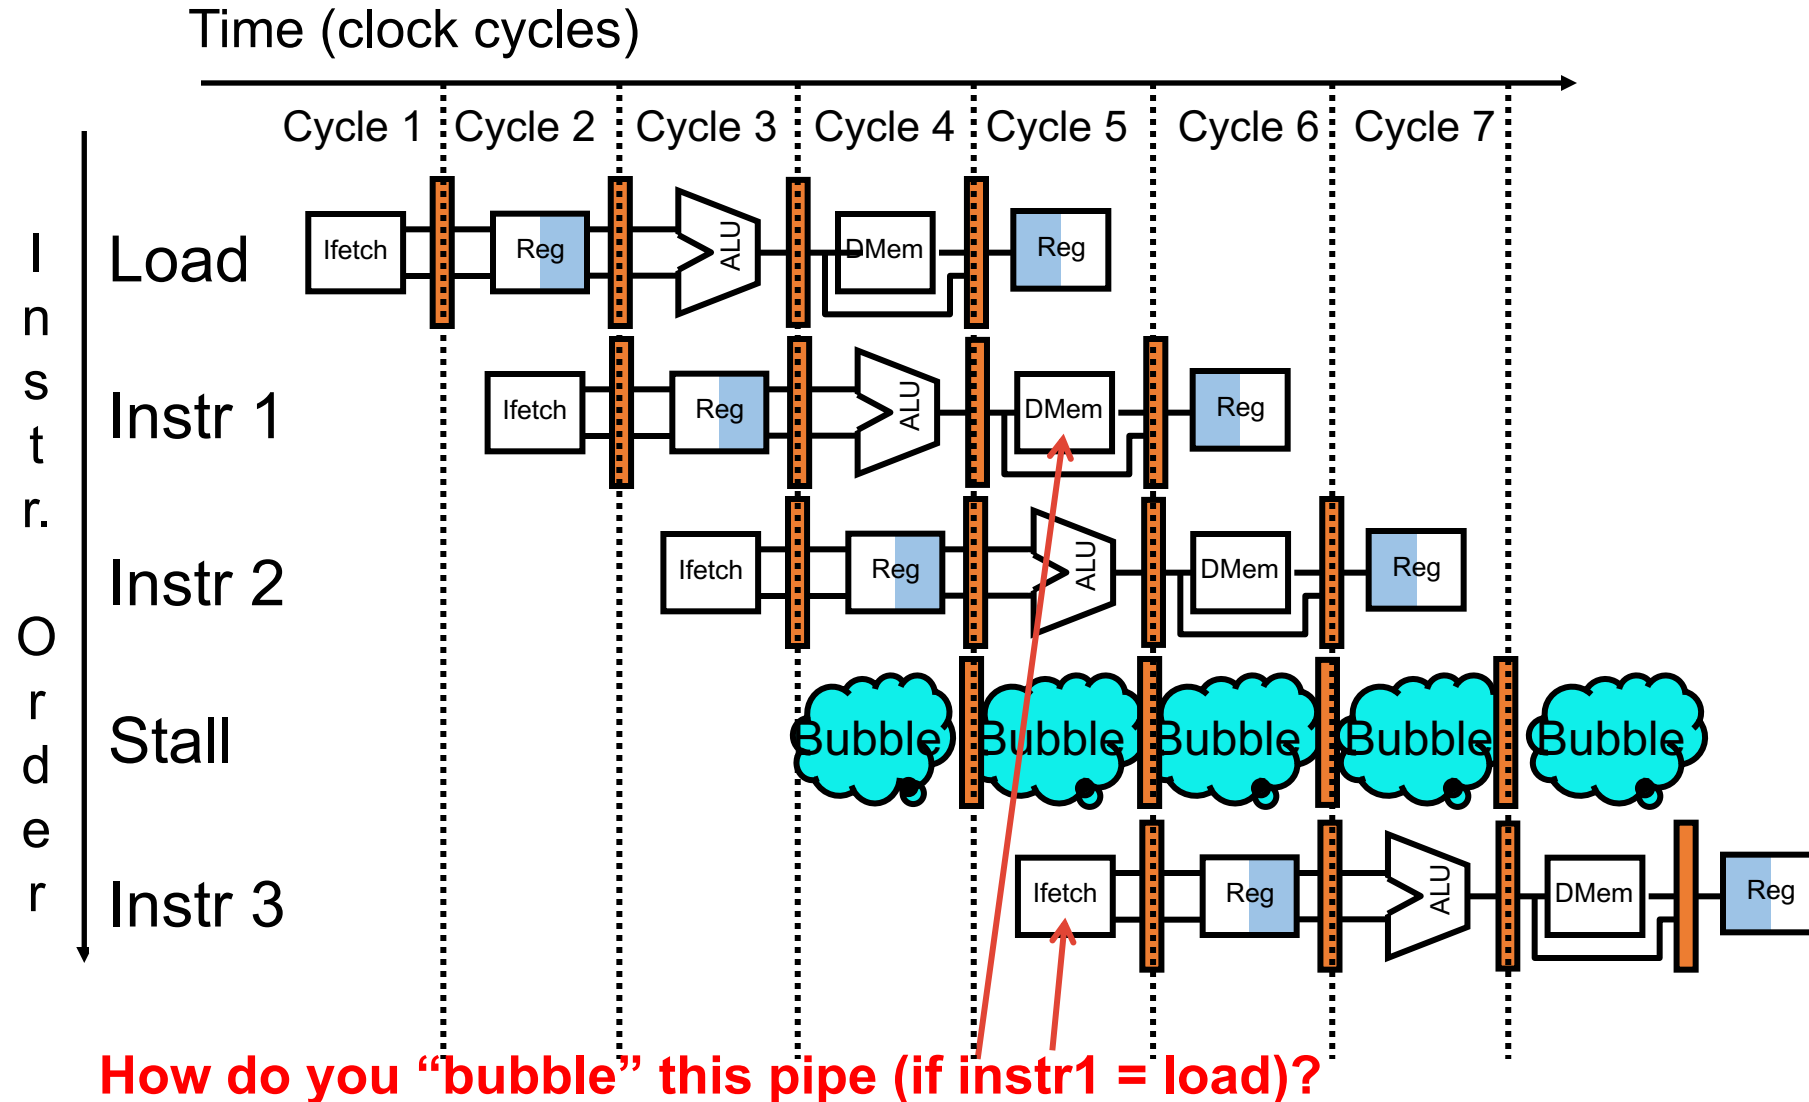 Time (clock cycles)
Cycle 1 Cycle 2 Cycle 3 Cycle 4 Cycle 5 Cycle 6 Cycle 7
Instr. Order
Load Ifetch Reg ALU DMem Reg
Instr 1 Ifetch Reg ALU DMem Reg
Instr 2 Ifetch Reg ALU DMem Reg
Stall Bubble Bubble Bubble Bubble Bubble
Instr 3 Ifetch Reg ALU DMem Reg
How do you “bubble” this pipe (if instr1 = load)?